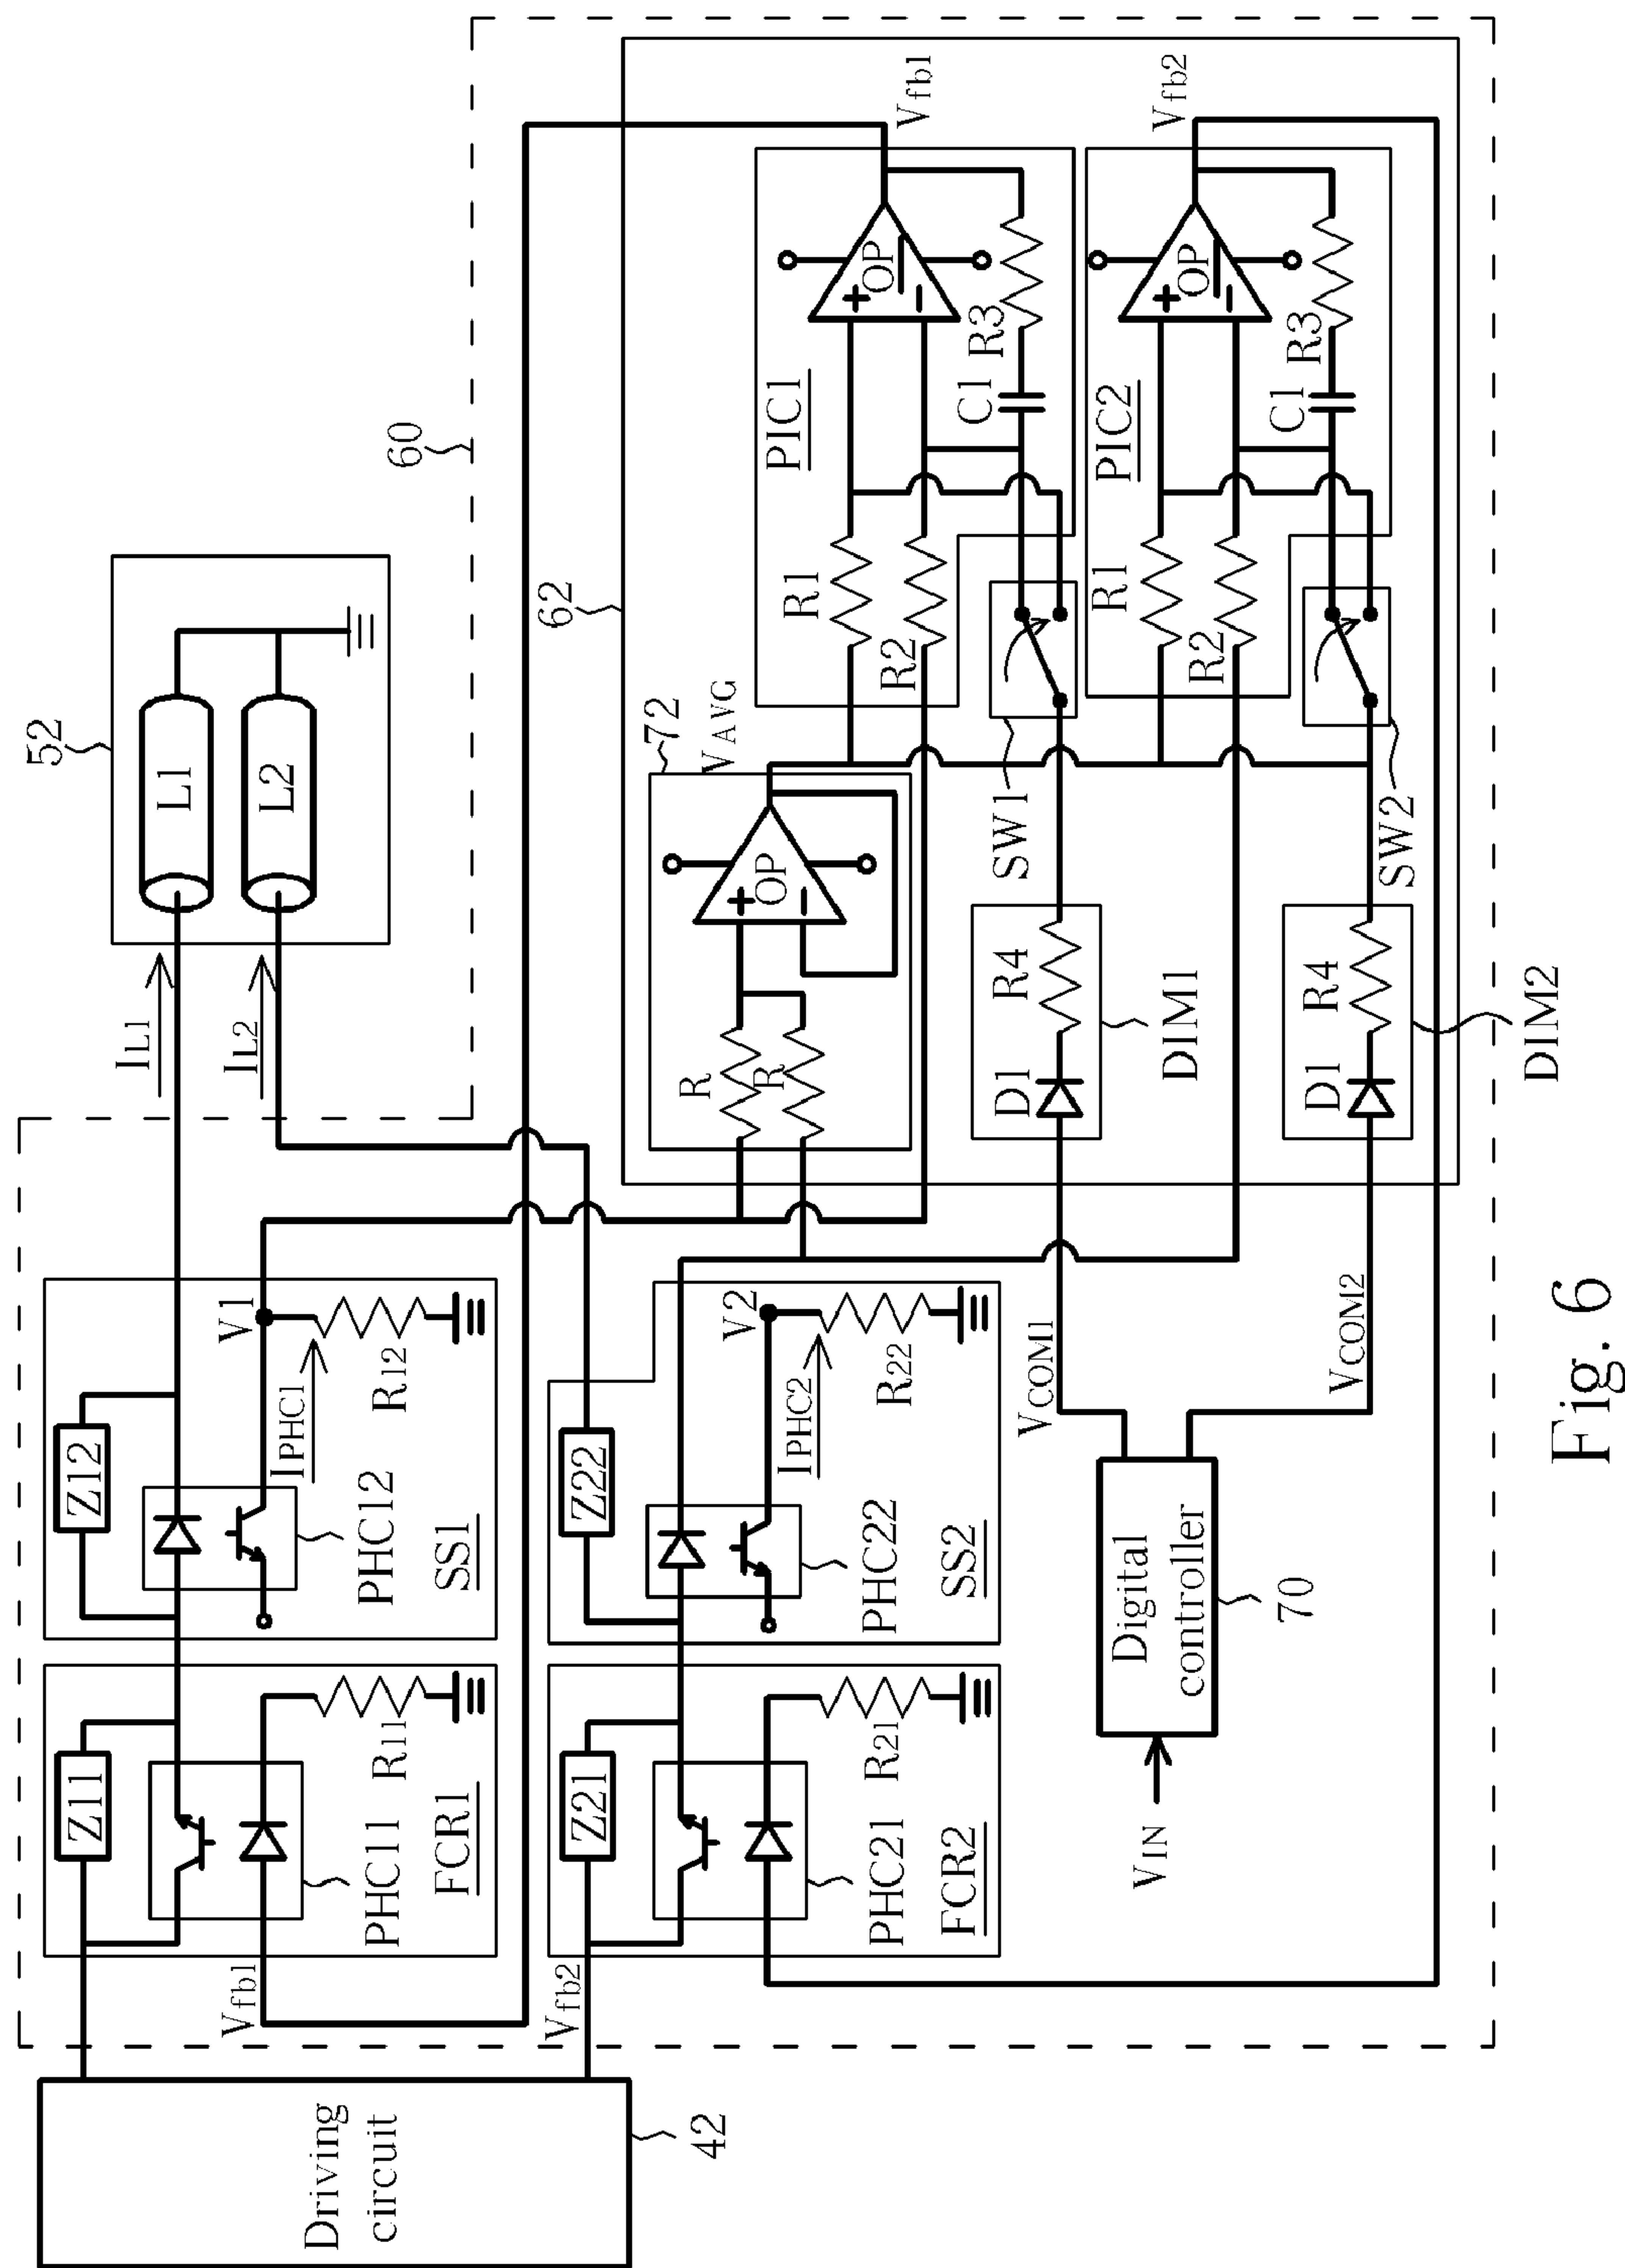 52
L1
L2
IL1
IL2
60
Z11
PHC11
R11
FCR1
Vfb1
Z12
V1
IPHC1
R12
PHC12
SS1
Driving
circuit
42
Z21
PHC21
R21
FCR2
Vfb2
Z22
V2
IPHC2
R22
PHC22
SS2
62
72
VAVG
R
R
OP
+
−
R1
R2
PIC1
OP
+
−
C1
R3
Vfb1
SW1
D1
R4
DIM1
R1
R2
PIC2
OP
+
−
C1
R3
Vfb2
SW2
D1
R4
DIM2
VIN
Digital
controller
70
VCOM1
VCOM2
Fig. 6